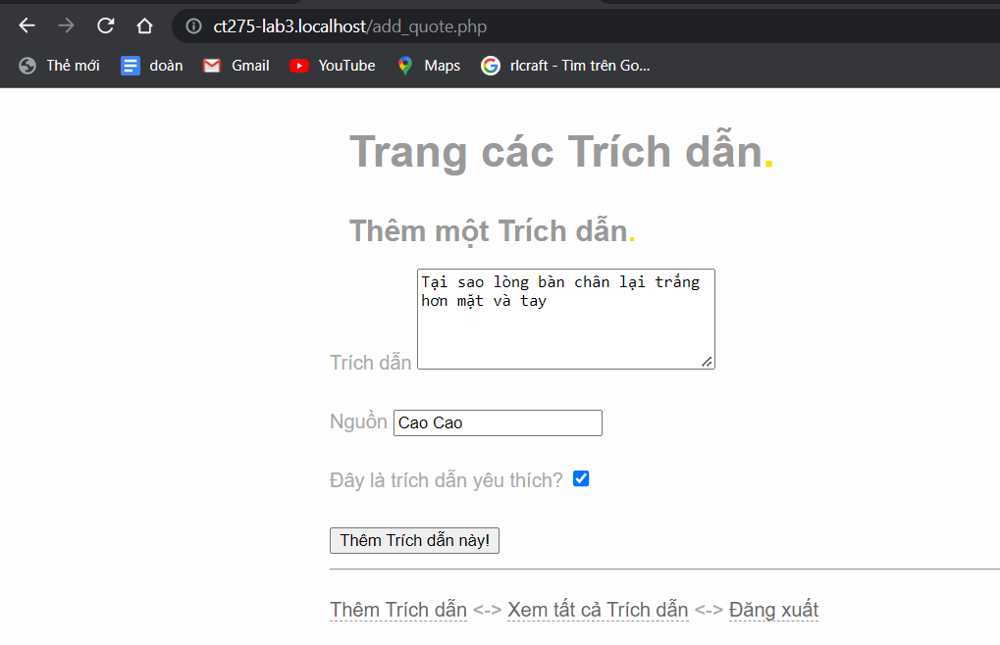 ct275-lab3.localhost/add_quote.php
Thẻ mới doàn Gmail YouTube Maps rlcraft - Tìm trên Go...
Trang các Trích dẫn.
Thêm một Trích dẫn.
Tại sao lòng bàn chân lại trắng
hơn mặt và tay
Trích dẫn
Nguồn Cao Cao
Đây là trích dẫn yêu thích?
Thêm Trích dẫn này!
Thêm Trích dẫn <-> Xem tất cả Trích dẫn <-> Đăng xuất